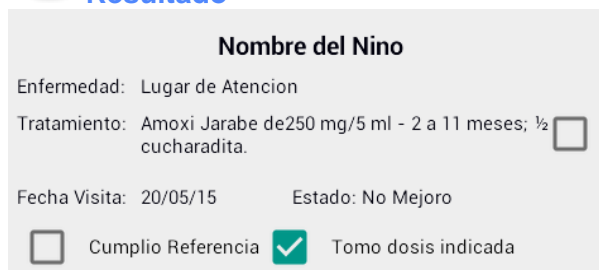 Resultado
Nombre del Nino
Enfermedad: Lugar de Atencion
Tratamiento: Amoxi Jarabe de250 mg/5 ml - 2 a 11 meses; ½
cucharadita.
Fecha Visita: 20/05/15 Estado: No Mejoro
Cumplio Referencia Tomo dosis indicada